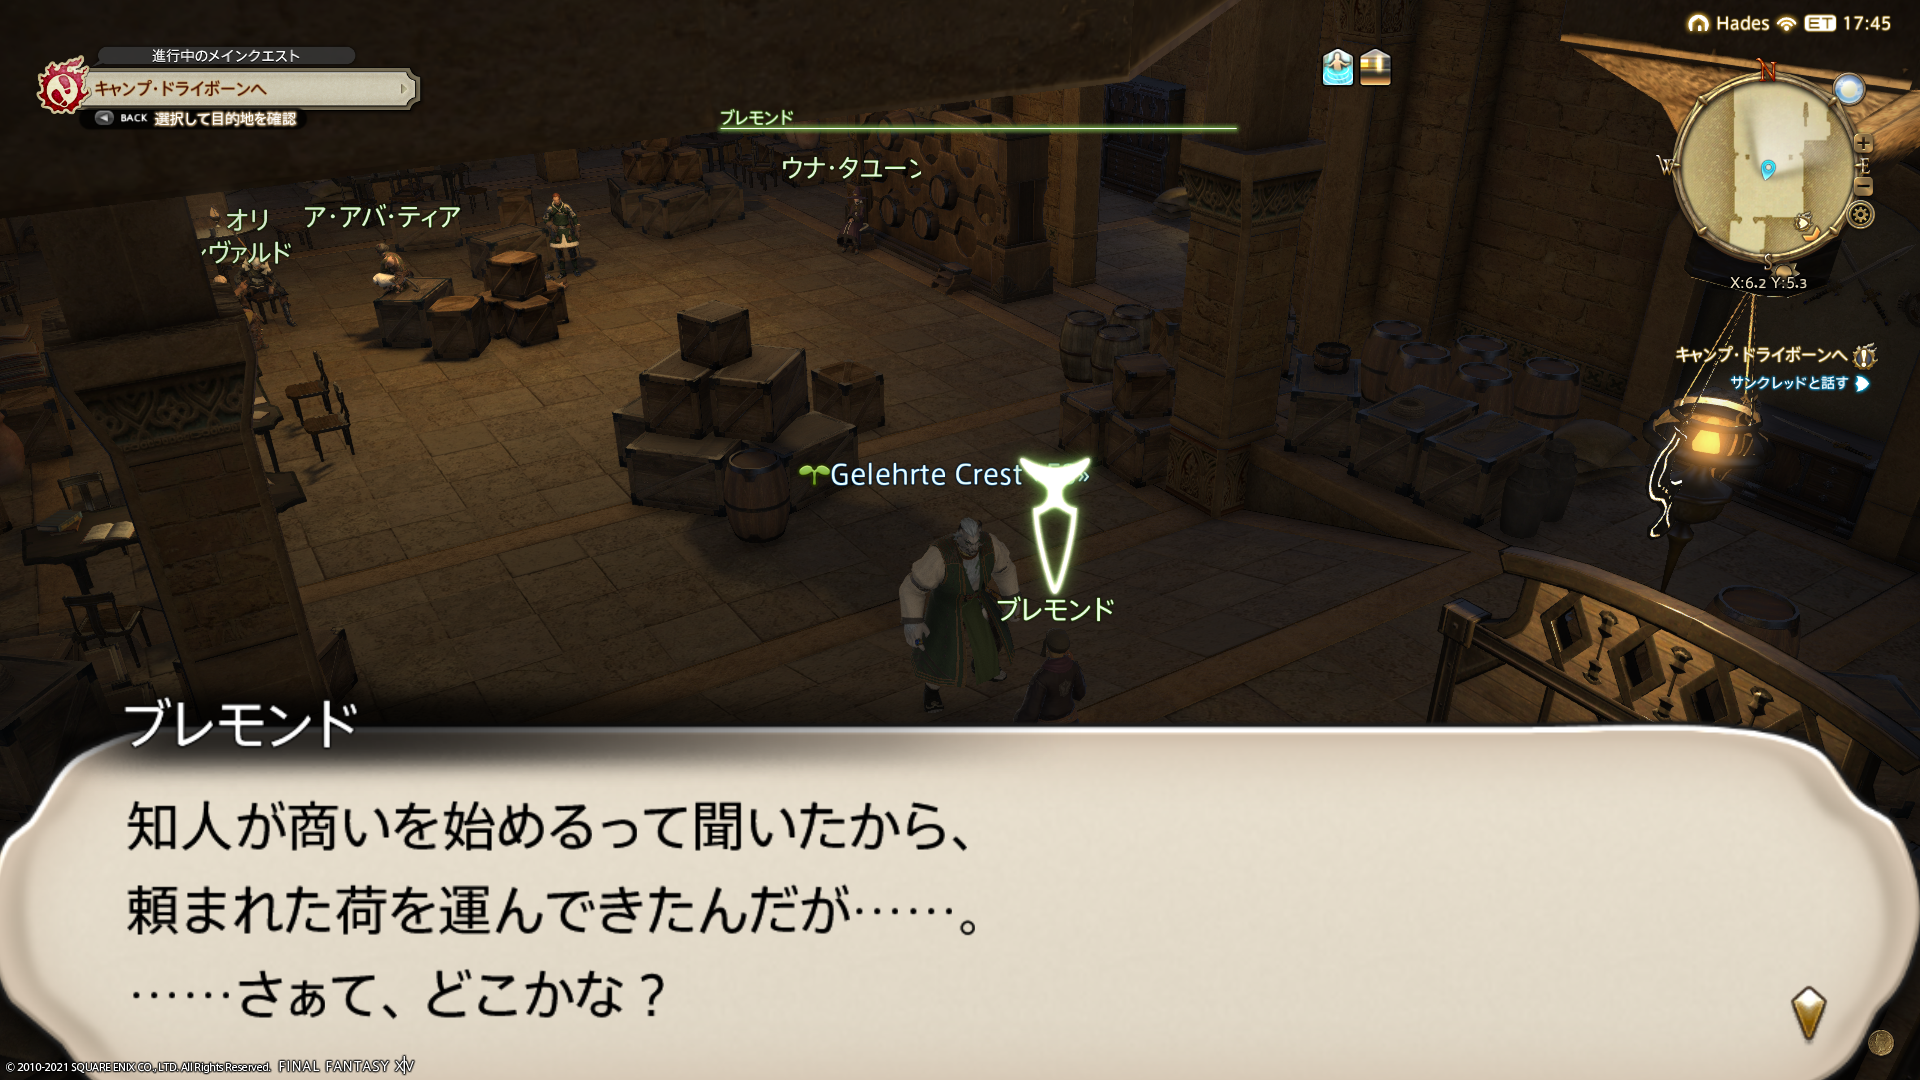 進行中のメインクエスト
キャンプ・ドライボーンへ
BACK 選択して目的地を確認
Hades ET 17:45
N
W
E
S
X:6.2 Y:5.3
キャンプ・ドライボーンへ
サンクレッドと話す
ブレモンド
ウナ・タユーン
オリ
ア・アバ・ティア
ヴァルド
Gelehrte Crest
ブレモンド
ブレモンド
知人が商いを始めるって聞いたから、
頼まれた荷を運んできたんだが……。
……さぁて、どこかな？
© 2010-2021 SQUARE ENIX CO., LTD. All Rights Reserved. FINAL FANTASY XIV